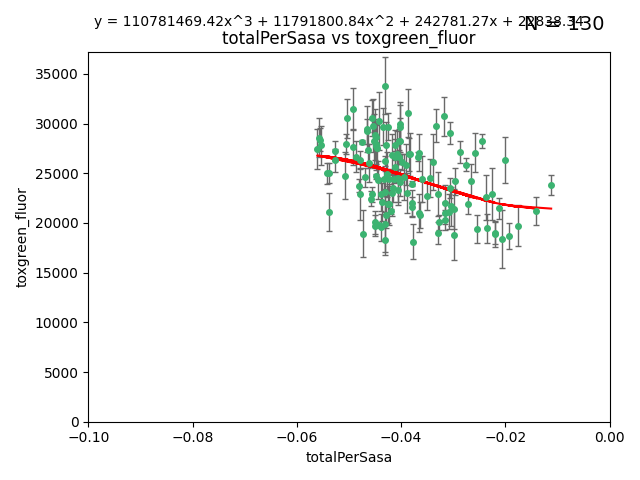 y = 110781469.42x^3 + 11791800.84x^2 + 242781.27x + 22838.34
N = 130
totalPerSasa vs toxgreen_fluor
35000
30000
25000
20000
15000
10000
5000
0
toxgreen_fluor
−0.10 −0.08 −0.06 −0.04 −0.02 0.00
totalPerSasa